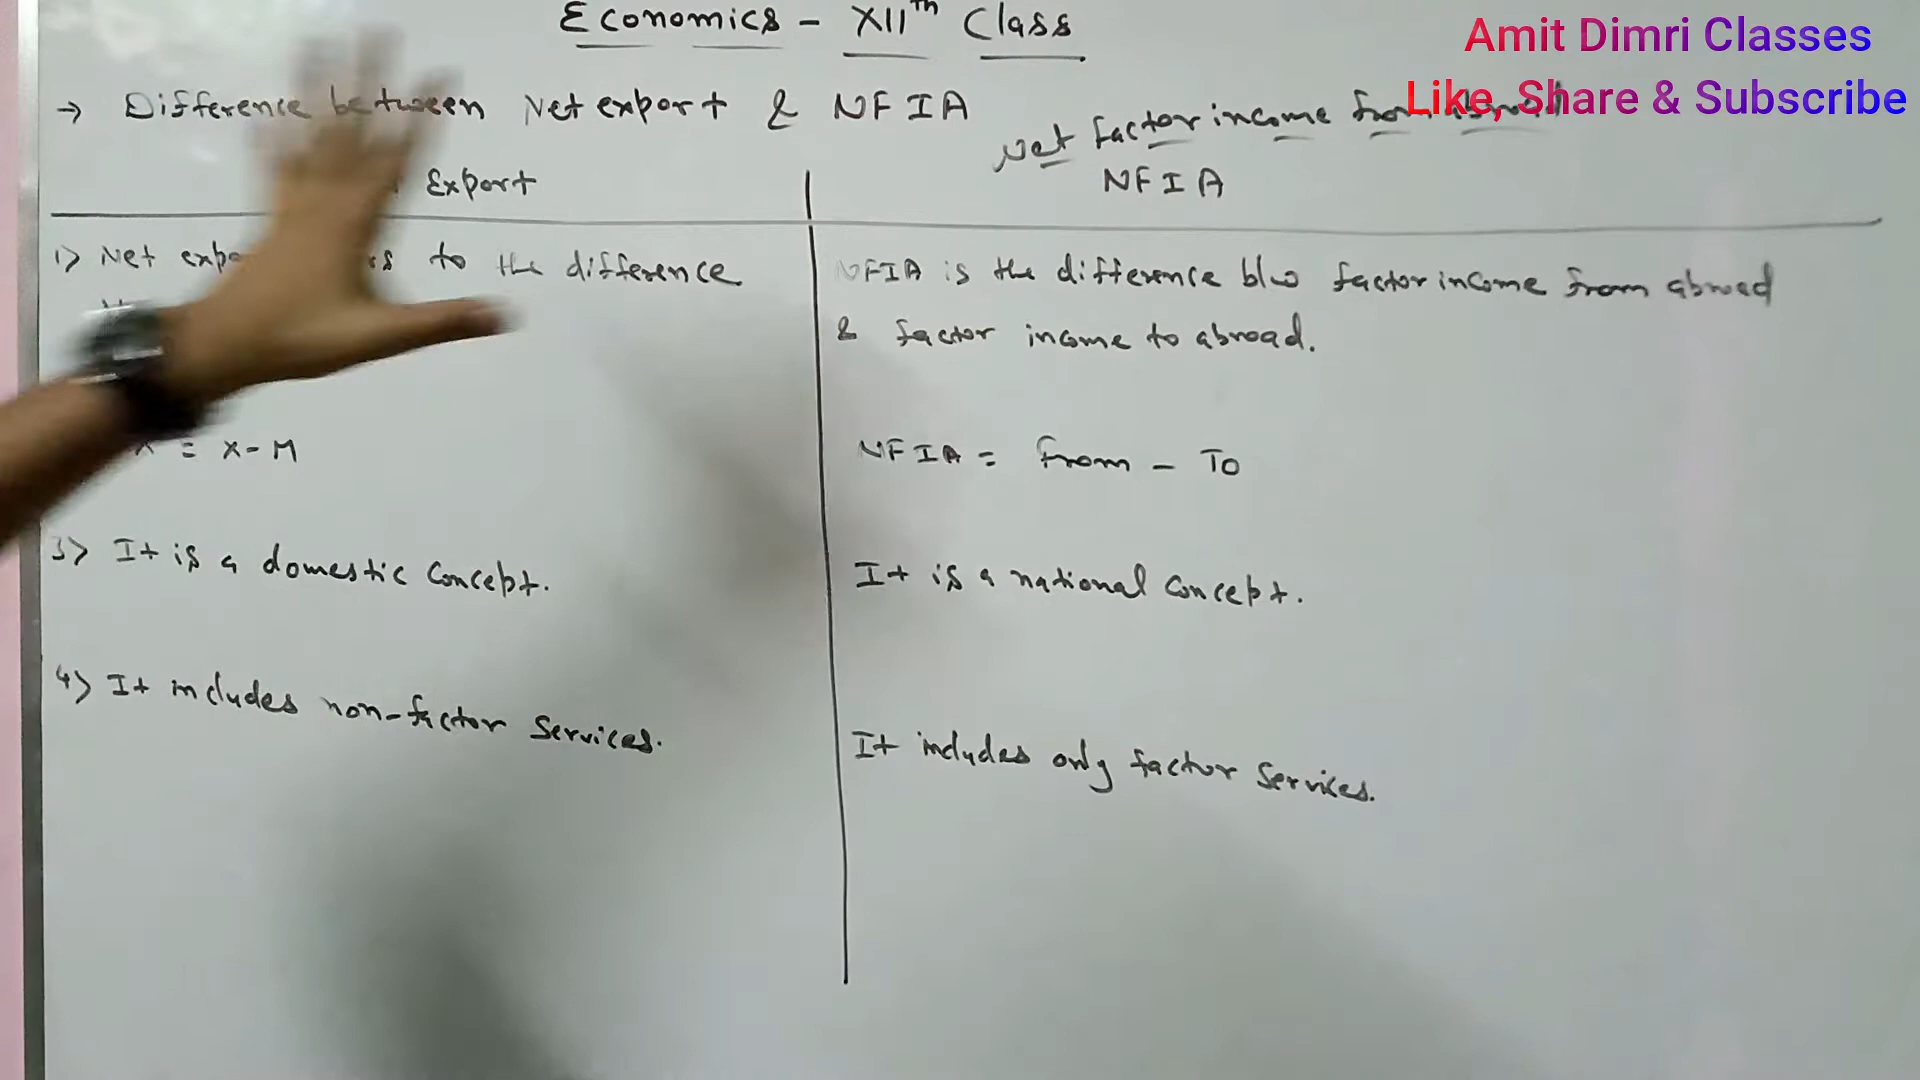 Economics - XIIth Class
Amit Dimri Classes
Like, Share & Subscribe
→ Difference between Net export & NFIA
Net factor income from abroad
Export
NFIA
1) Net to the difference
NFIA is the difference b/w factor income from abroad
& factor income to abroad.
= X - M
NFIA = From - To
3) It is a domestic Concept.
It is a national Concept.
4) It includes non-factor Services.
It includes only factor Services.